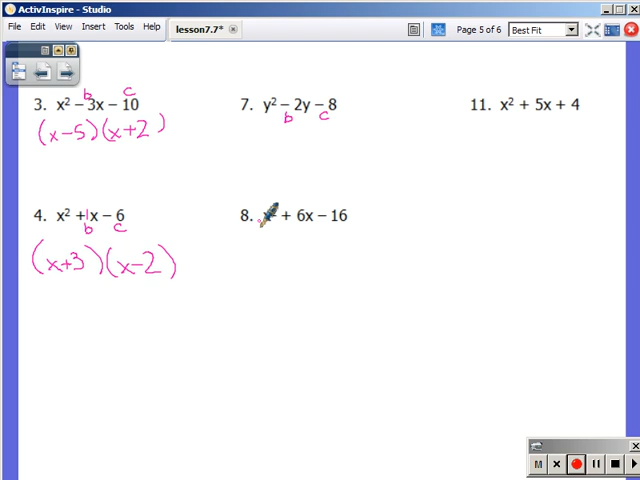 ActivInspire - Studio
File Edit View Insert Tools Help
lesson7.7*
Page 5 of 6
Best Fit
3. x² − 3x − 10
b c
(x−5)(x+2)
7. y² − 2y − 8
b c
11. x² + 5x + 4
4. x² + 1x − 6
b c
(x+3)(x−2)
8. x² + 6x − 16
M